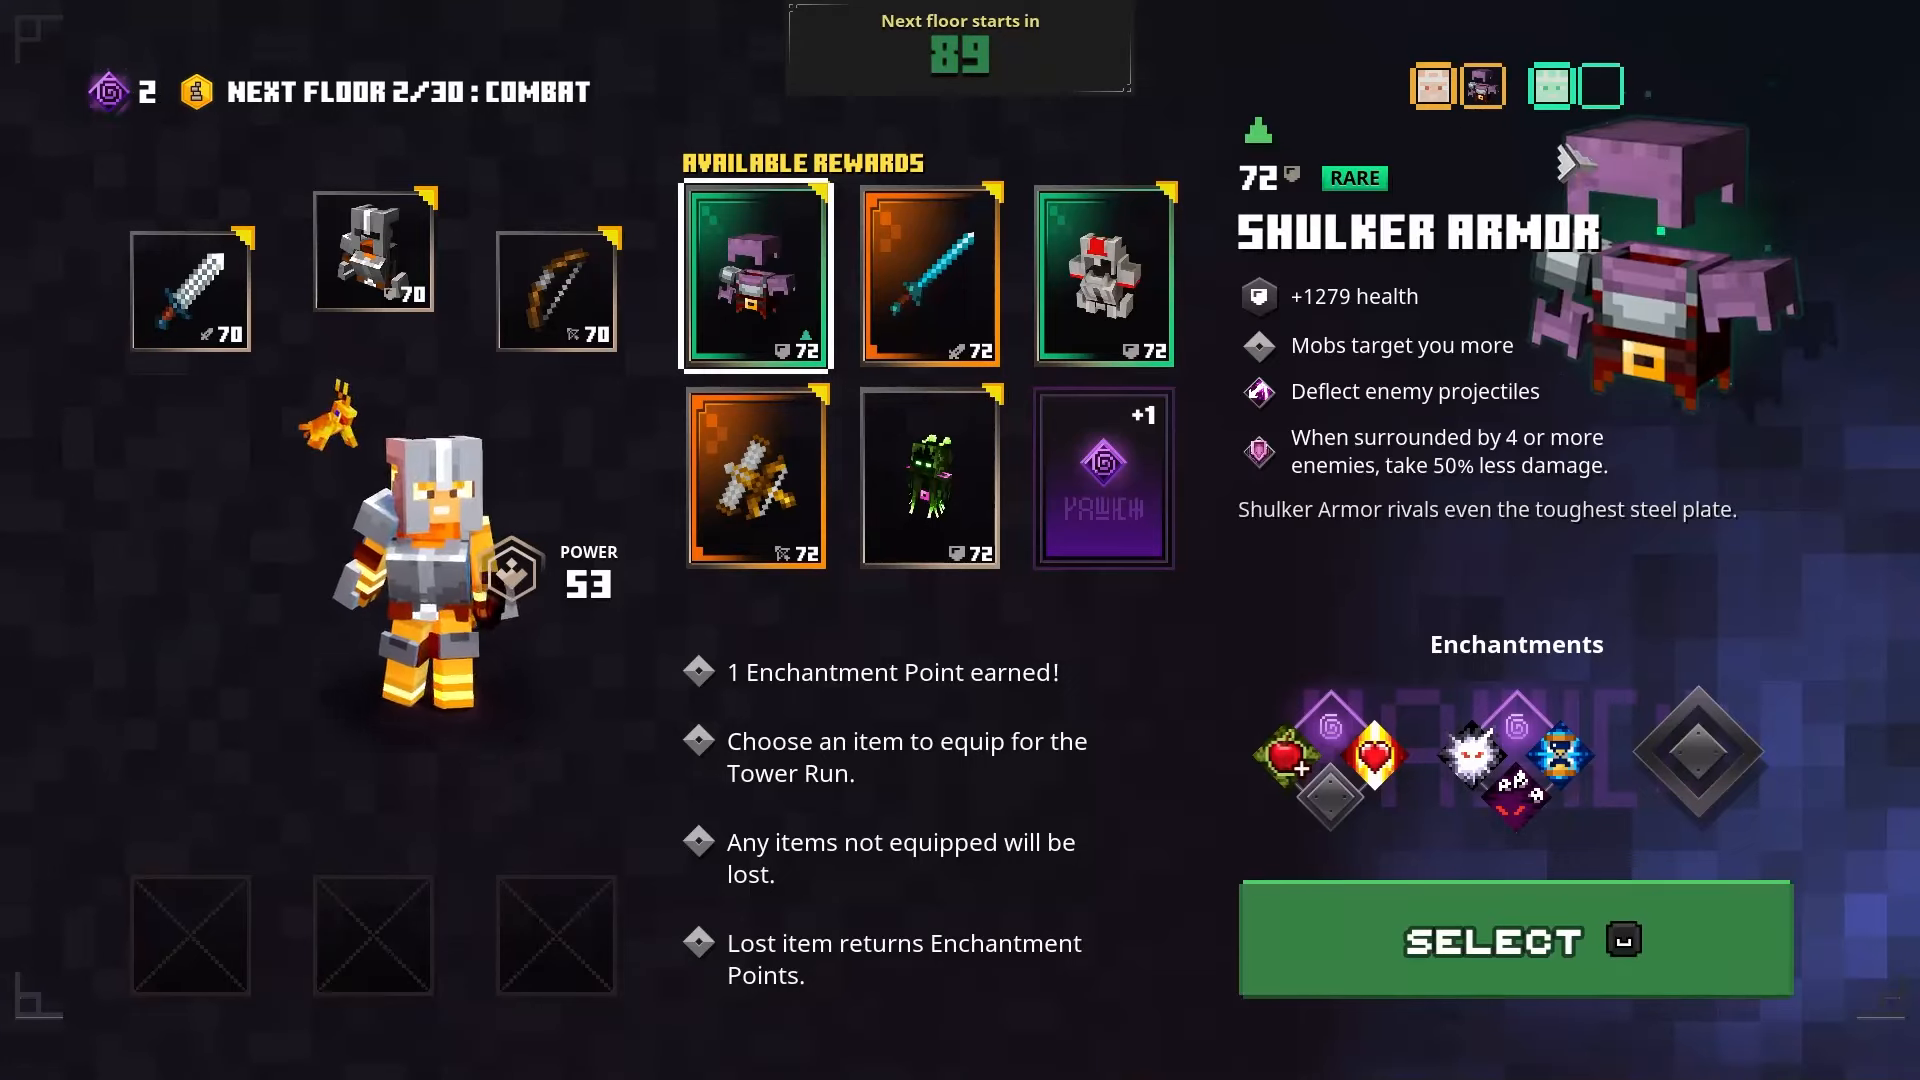 Next floor starts in
89
2
NEXT FLOOR 2/30 : COMBAT
70
70
70
POWER
53
AVAILABLE REWARDS
72
72
72
72
72
+1
1 Enchantment Point earned!
Choose an item to equip for the
Tower Run.
Any items not equipped will be
lost.
Lost item returns Enchantment
Points.
72
RARE
SHULKER ARMOR
+1279 health
Mobs target you more
Deflect enemy projectiles
When surrounded by 4 or more
enemies, take 50% less damage.
Shulker Armor rivals even the toughest steel plate.
Enchantments
SELECT